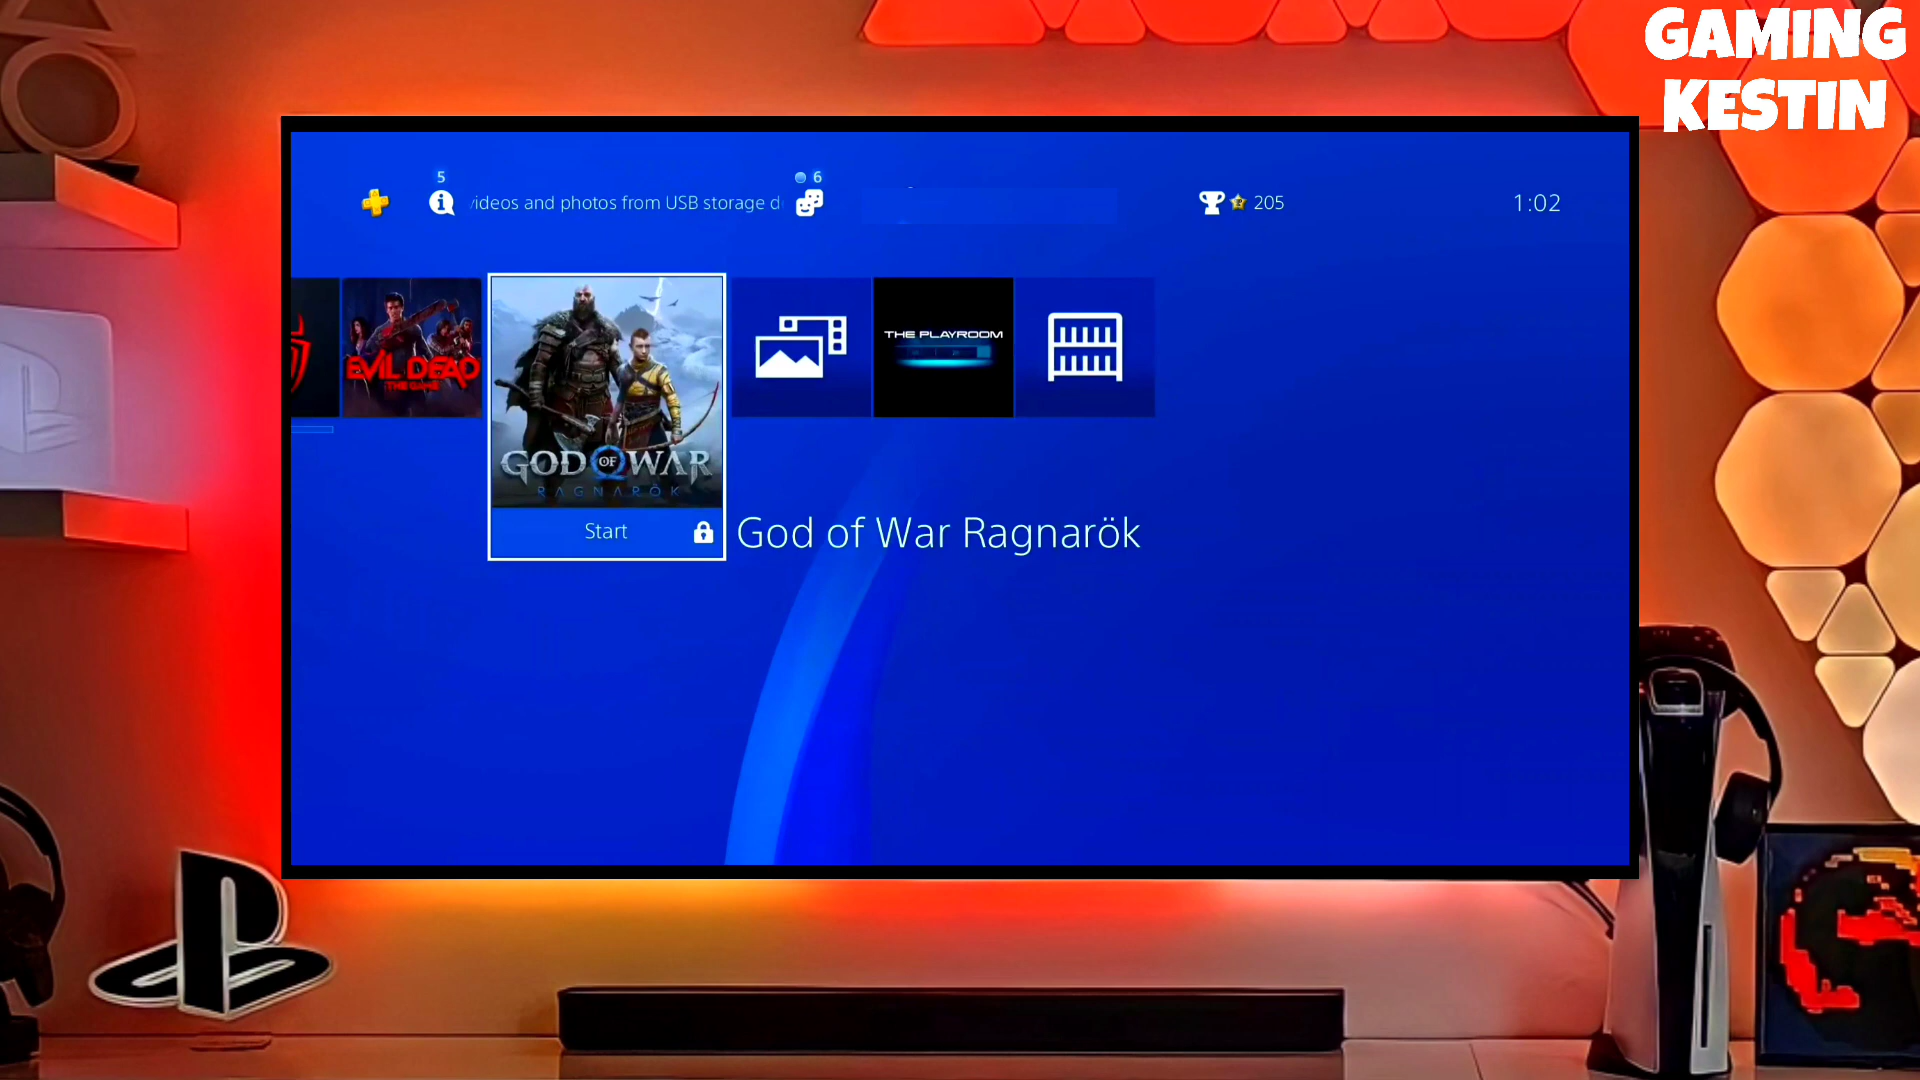 GAMING
KESTIN
5
6
videos and photos from USB storage d
205
1:02
EVIL DEAD
THE GAME
GOD OF WAR
RAGNARÖK
THE PLAYROOM
Start
God of War Ragnarök